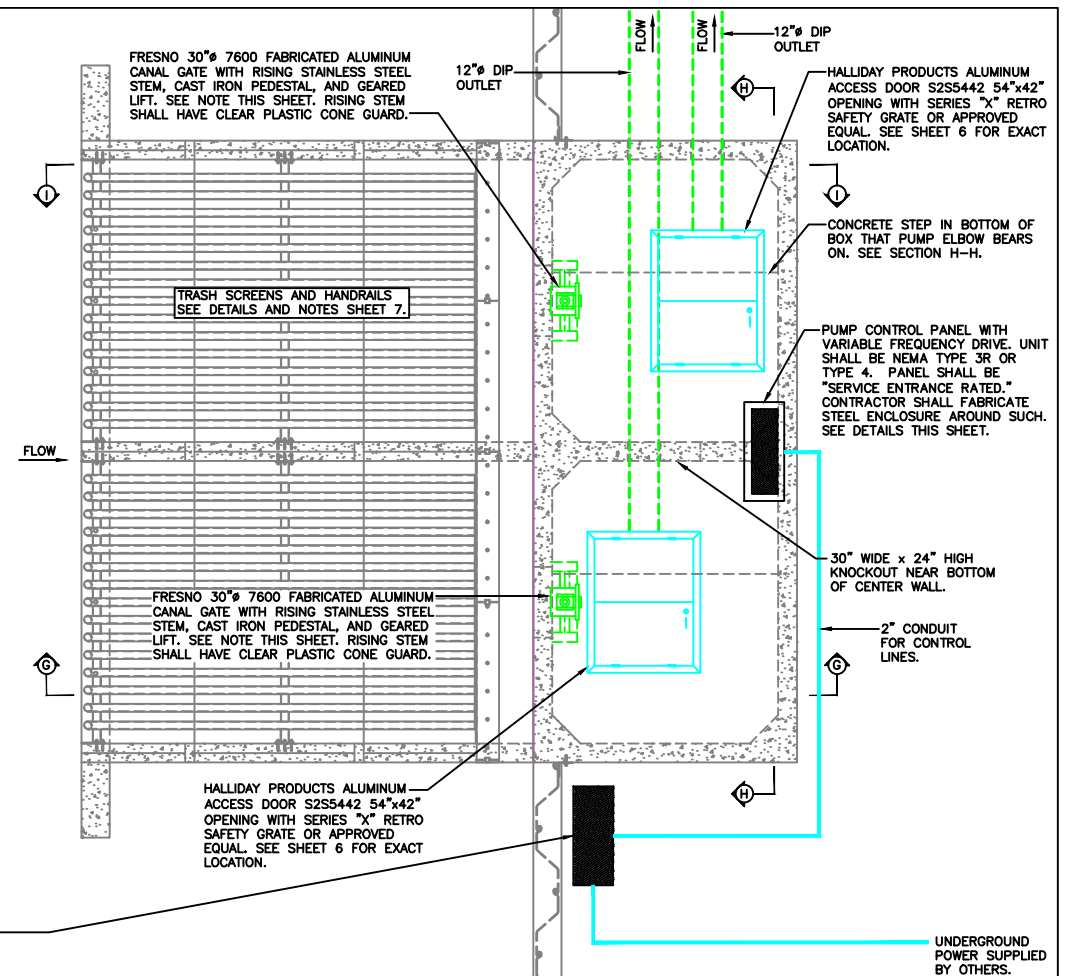 FRESNO 30"ø 7600 FABRICATED ALUMINUM
CANAL GATE WITH RISING STAINLESS STEEL
STEM, CAST IRON PEDESTAL, AND GEARED
LIFT. SEE NOTE THIS SHEET. RISING STEM
SHALL HAVE CLEAR PLASTIC CONE GUARD.
12"ø DIP
OUTLET
FLOW
FLOW
12"ø DIP
OUTLET
H
HALLIDAY PRODUCTS ALUMINUM
ACCESS DOOR S2S5442 54"x42"
OPENING WITH SERIES "X" RETRO
SAFETY GRATE OR APPROVED
EQUAL. SEE SHEET 6 FOR EXACT
LOCATION.
I
I
CONCRETE STEP IN BOTTOM OF
BOX THAT PUMP ELBOW BEARS
ON. SEE SECTION H-H.
TRASH SCREENS AND HANDRAILS
SEE DETAILS AND NOTES SHEET 7.
PUMP CONTROL PANEL WITH
VARIABLE FREQUENCY DRIVE. UNIT
SHALL BE NEMA TYPE 3R OR
TYPE 4. PANEL SHALL BE
"SERVICE ENTRANCE RATED."
CONTRACTOR SHALL FABRICATE
STEEL ENCLOSURE AROUND SUCH.
SEE DETAILS THIS SHEET.
FLOW
30" WIDE x 24" HIGH
KNOCKOUT NEAR BOTTOM
OF CENTER WALL.
FRESNO 30"ø 7600 FABRICATED ALUMINUM
CANAL GATE WITH RISING STAINLESS STEEL
STEM, CAST IRON PEDESTAL, AND GEARED
LIFT. SEE NOTE THIS SHEET. RISING STEM
SHALL HAVE CLEAR PLASTIC CONE GUARD.
2" CONDUIT
FOR CONTROL
LINES.
G
G
HALLIDAY PRODUCTS ALUMINUM
ACCESS DOOR S2S5442 54"x42"
OPENING WITH SERIES "X" RETRO
SAFETY GRATE OR APPROVED
EQUAL. SEE SHEET 6 FOR EXACT
LOCATION.
H
UNDERGROUND
POWER SUPPLIED
BY OTHERS.